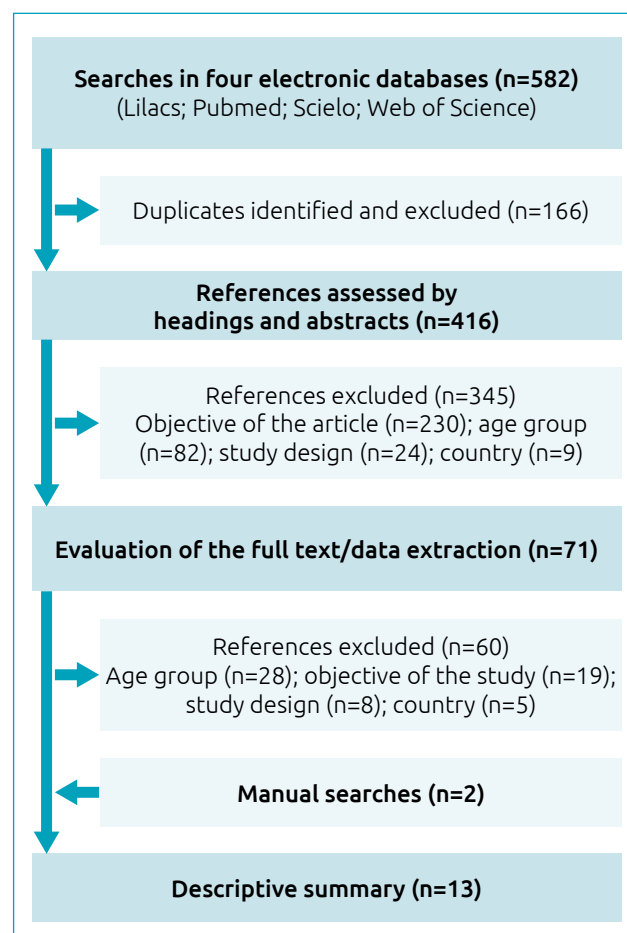 Searches in four electronic databases (n=582)
(Lilacs; Pubmed; Scielo; Web of Science)
Duplicates identified and excluded (n=166)
References assessed by
headings and abstracts (n=416)
References excluded (n=345)
Objective of the article (n=230); age group
(n=82); study design (n=24); country (n=9)
Evaluation of the full text/data extraction (n=71)
References excluded (n=60)
Age group (n=28); objective of the study (n=19);
study design (n=8); country (n=5)
Manual searches (n=2)
Descriptive summary (n=13)